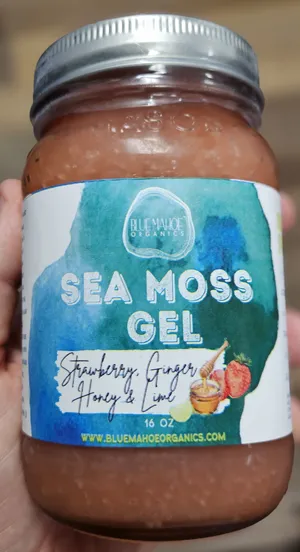 BLUE MAHOE
ORGANICS
SEA MOSS
GEL
Strawberry, Ginger
Honey & Lime
16 OZ
WWW.BLUEMAHOEORGANICS.COM